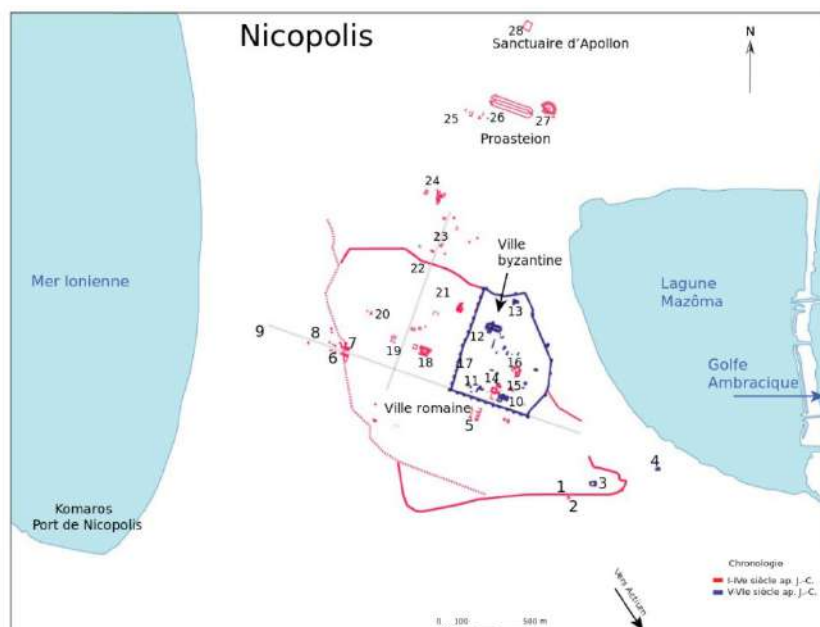 Nicopolis
28
Sanctuaire d'Apollon
N
25
26
27
Proasteion
24
23
22
Ville
byzantine
Mer Ionienne
Lagune
Mazôma
21
13
20
12
9
8
7
6
19
18
17
16
Golfe
Ambracique
11
14
15
10
Ville romaine
5
4
1
3
2
Komaros
Port de Nicopolis
Vers Actium
Chronologie
I-IVe siècle ap. J.-C.
V-VIe siècle ap. J.-C.
0 100 500 m